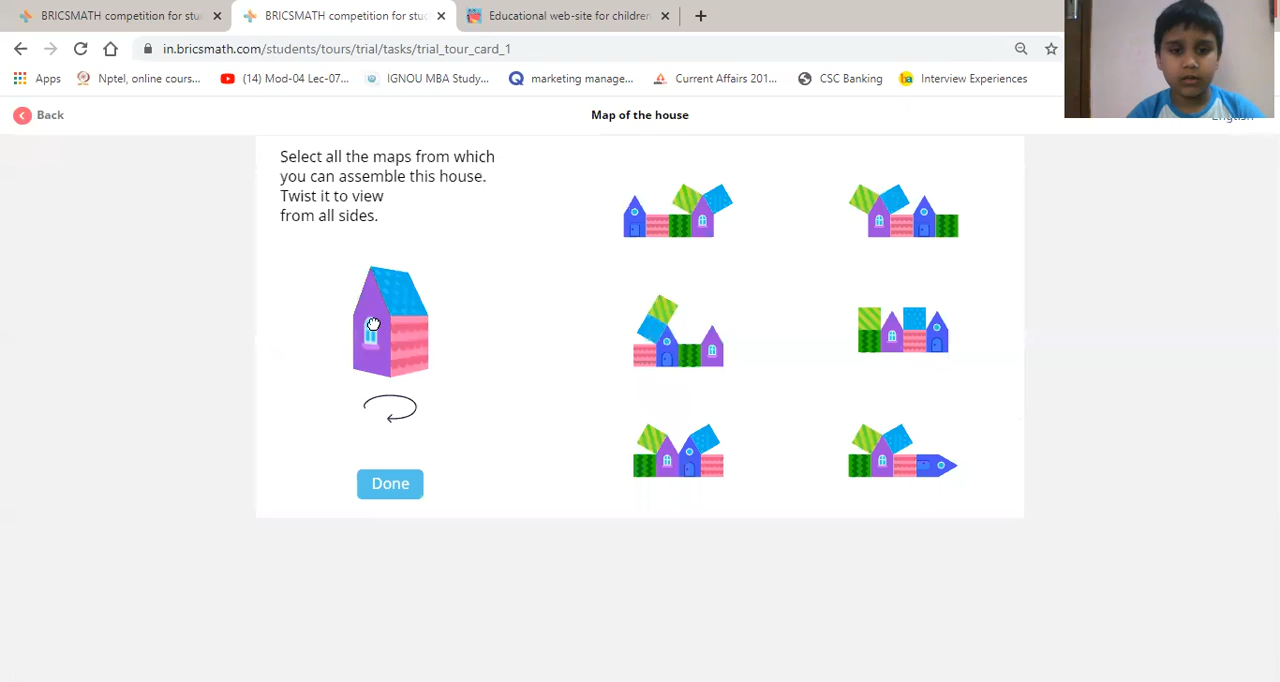 BRICSMATH competition for stu
BRICSMATH competition for stu
Educational web-site for children
in.bricsmath.com/students/tours/trial/tasks/trial_tour_card_1
Apps
Nptel, online cours...
(14) Mod-04 Lec-07...
IGNOU MBA Study...
marketing manage...
Current Affairs 201...
CSC Banking
Interview Experiences
Back
Map of the house
English
Select all the maps from which
you can assemble this house.
Twist it to view
from all sides.
Done